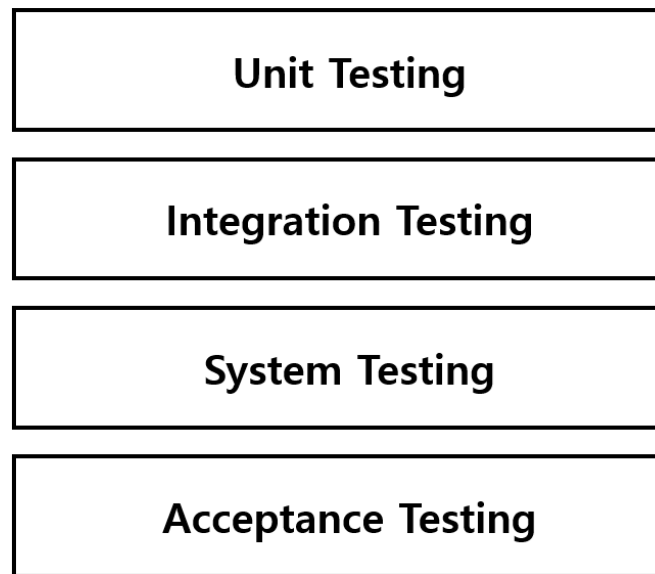 Unit Testing
Integration Testing
System Testing
Acceptance Testing